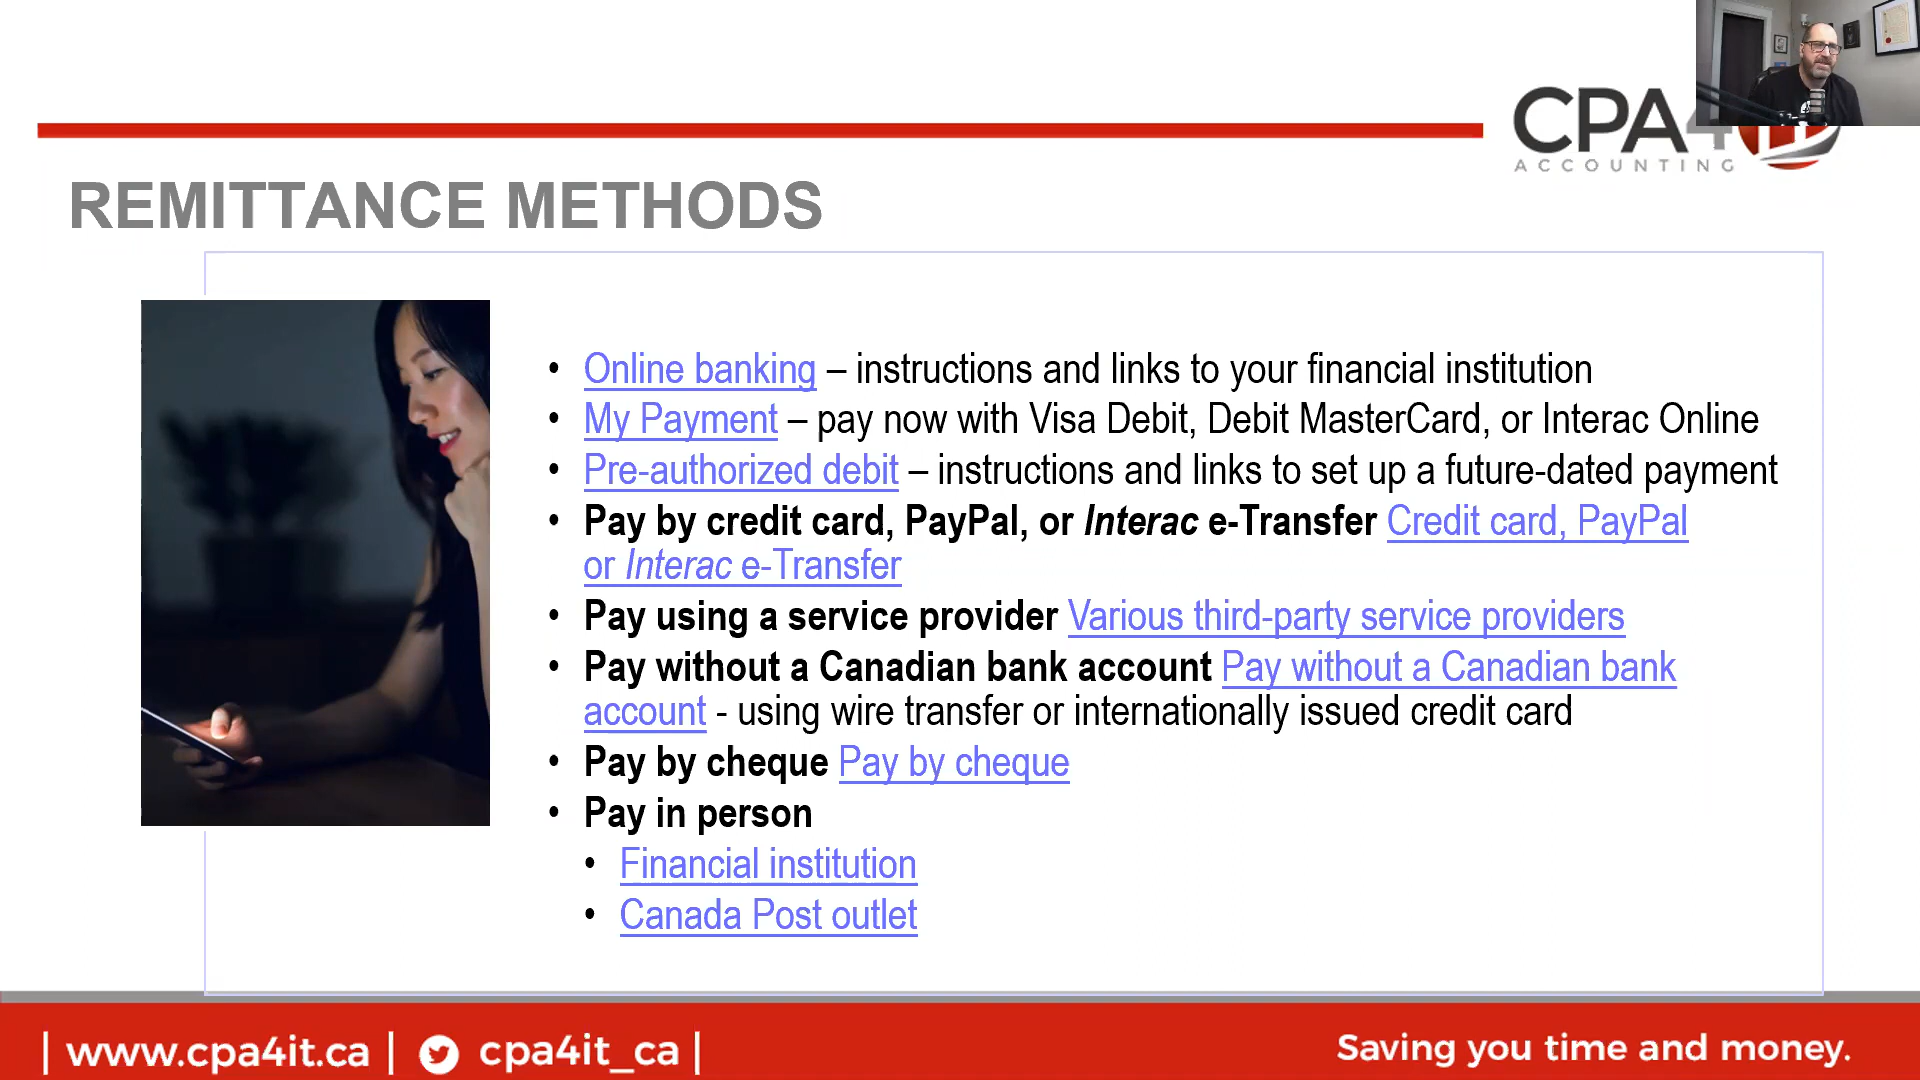 CPA4
ACCOUNTING
REMITTANCE METHODS
• Online banking – instructions and links to your financial institution
• My Payment – pay now with Visa Debit, Debit MasterCard, or Interac Online
• Pre-authorized debit – instructions and links to set up a future-dated payment
• Pay by credit card, PayPal, or Interac e-Transfer Credit card, PayPal
or Interac e-Transfer
• Pay using a service provider Various third-party service providers
• Pay without a Canadian bank account Pay without a Canadian bank
account - using wire transfer or internationally issued credit card
• Pay by cheque Pay by cheque
• Pay in person
• Financial institution
• Canada Post outlet
| www.cpa4it.ca | cpa4it_ca |
Saving you time and money.